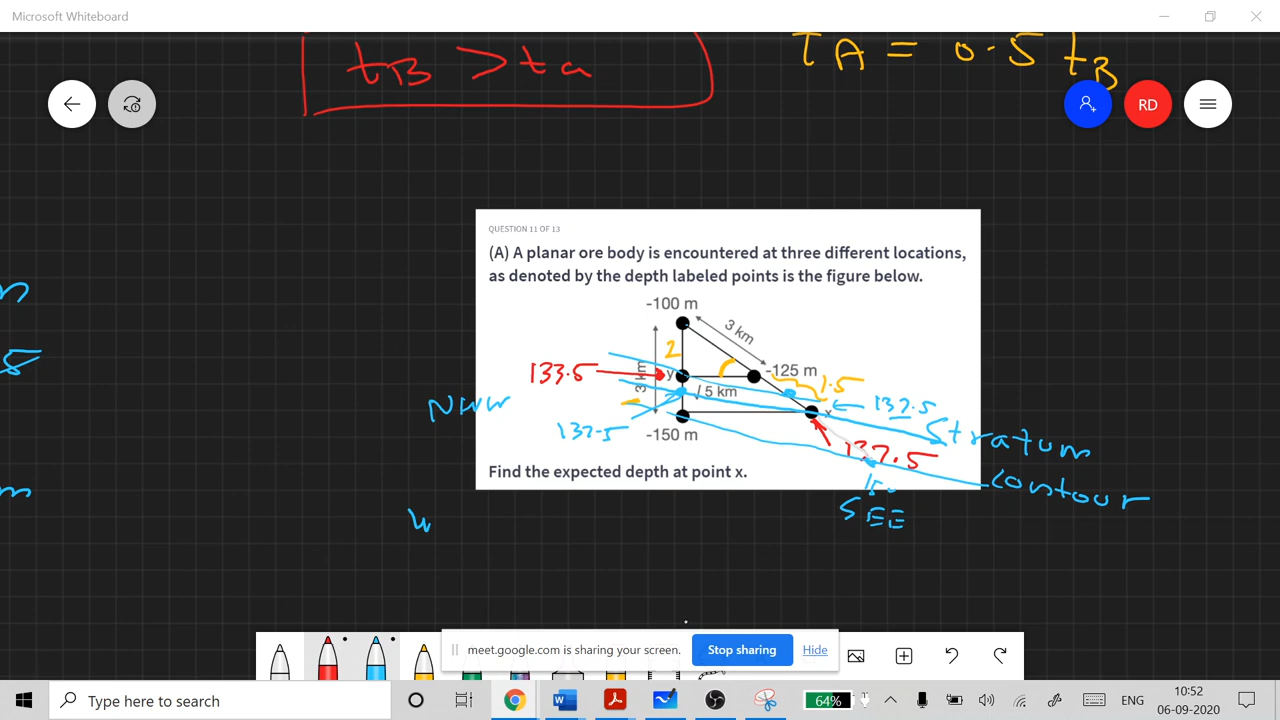 Microsoft Whiteboard
tB > ta
TA = 0.5 tB
RD
QUESTION 11 OF 13
(A) A planar ore body is encountered at three different locations,
as denoted by the depth labeled points is the figure below.
-100 m
3 km
2
133.5
y
-125 m
3 km
√5 km
1.5
x
137.5
NWW
137.5
-150 m
137.5
Stratum
contour
Find the expected depth at point x.
SEE
W
m
5
m
meet.google.com is sharing your screen.
Stop sharing
Hide
Type here to search
64%
ENG
10:52
06-09-2020